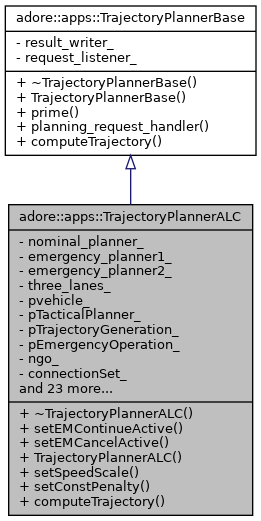 adore::apps::TrajectoryPlannerBase
- result_writer_
- request_listener_
+ ~TrajectoryPlannerBase()
+ TrajectoryPlannerBase()
+ prime()
+ planning_request_handler()
+ computeTrajectory()
adore::apps::TrajectoryPlannerALC
- nominal_planner_
- emergency_planner1_
- emergency_planner2_
- three_lanes_
- pvehicle_
- pTacticalPlanner_
- pTrajectoryGeneration_
- pEmergencyOperation_
- ngo_
- connectionSet_
and 23 more...
+ ~TrajectoryPlannerALC()
+ setEMContinueActive()
+ setEMCancelActive()
+ TrajectoryPlannerALC()
+ setSpeedScale()
+ setConstPenalty()
+ computeTrajectory()